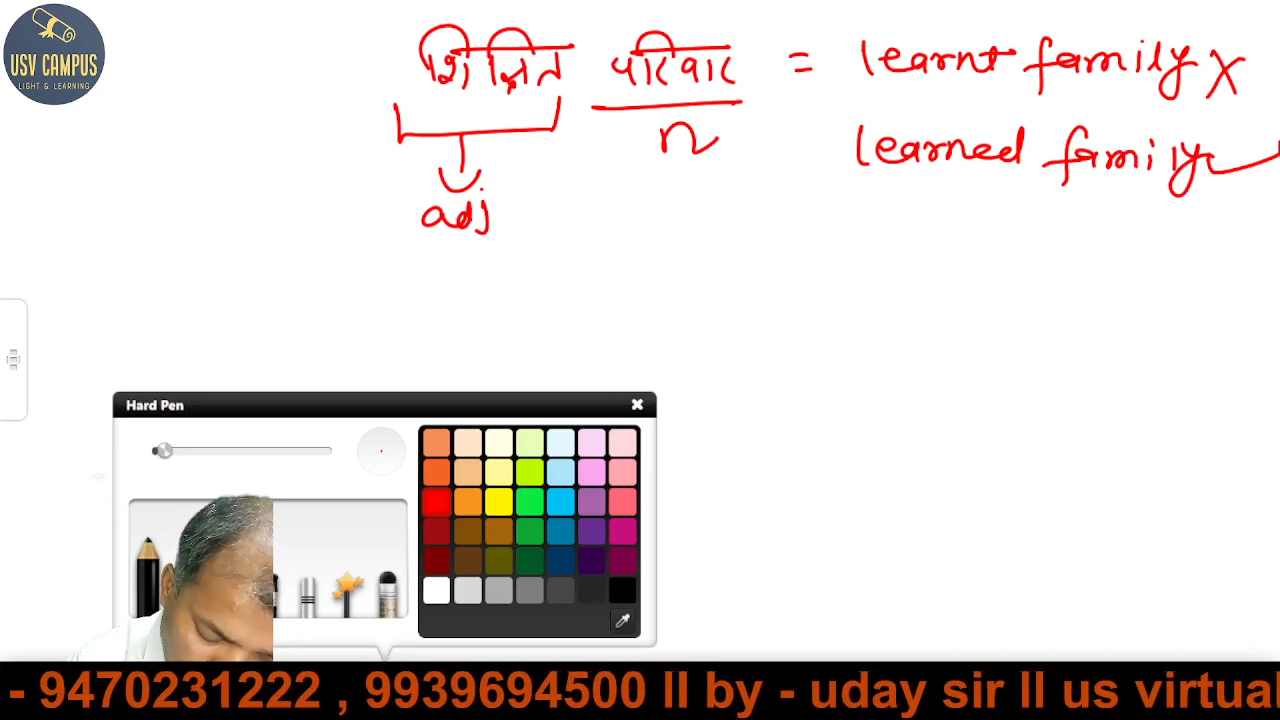 USV CAMPUS
LIGHT & LEARNING
शिक्षित परिवार = learnt family X
learned family ✓
n
adj
Hard Pen
- 9470231222 , 9939694500 ll by - uday sir ll us virtual